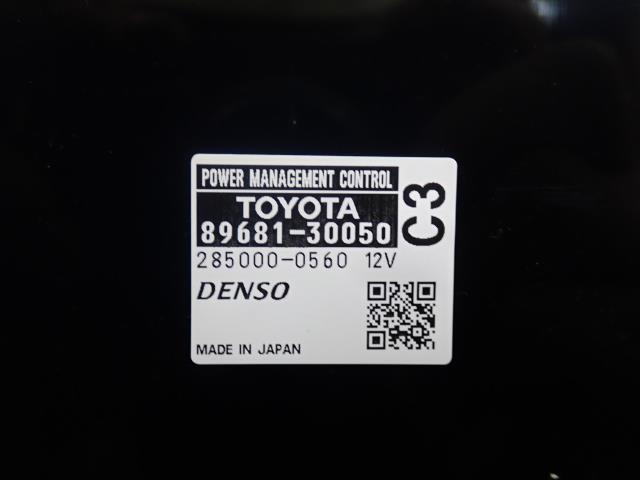 POWER MANAGEMENT CONTROL
C3
TOYOTA
89681-30050
285000-0560 12V
DENSO
MADE IN JAPAN